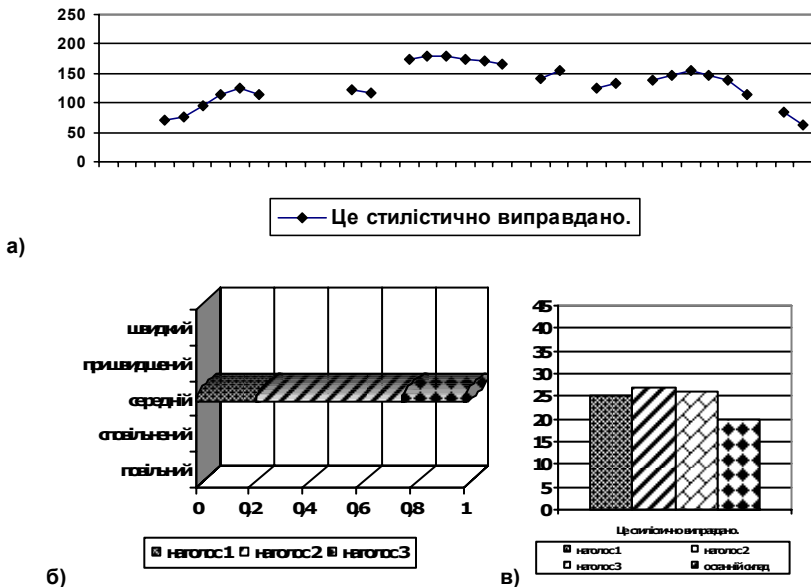 250
200
150
100
50
0
Це стилістично виправдано.
а)
швидкий
пришвидшений
середній
сповільнений
повільний
0 0,2 0,4 0,6 0,8 1
наголос1 наголос2 наголос3
б)
45
40
35
30
25
20
15
10
5
0
Це стилістично виправдано.
наголос1 наголос2
наголос3 останній склад
в)